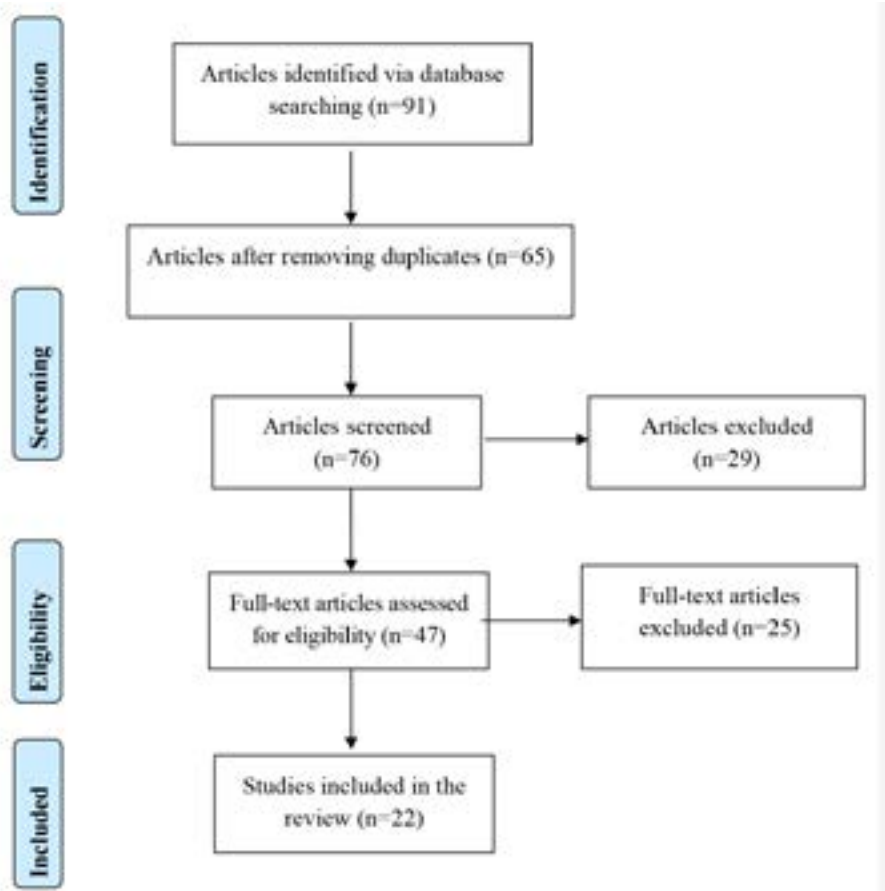 Identification
Articles identified via database
searching (n=91)
Articles after removing duplicates (n=65)
Screening
Articles screened
(n=76)
Articles excluded
(n=29)
Eligibility
Full-text articles assessed
for eligibility (n=47)
Full-text articles
excluded (n=25)
Included
Studies included in the
review (n=22)